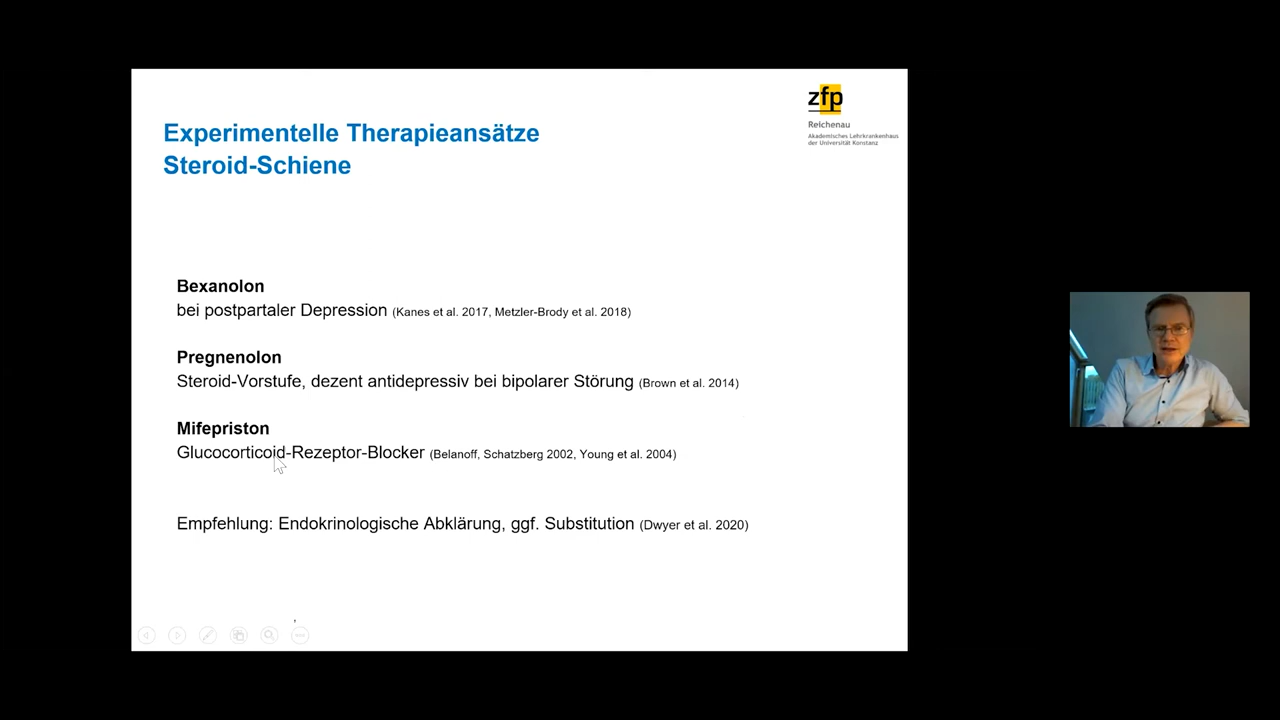 zfp
Reichenau
Akademisches Lehrkrankenhaus
der Universität Konstanz
Experimentelle Therapieansätze
Steroid-Schiene
Bexanolon
bei postpartaler Depression (Kanes et al. 2017, Metzler-Brody et al. 2018)
Pregnenolon
Steroid-Vorstufe, dezent antidepressiv bei bipolarer Störung (Brown et al. 2014)
Mifepriston
Glucocorticoid-Rezeptor-Blocker (Belanoff, Schatzberg 2002, Young et al. 2004)
Empfehlung: Endokrinologische Abklärung, ggf. Substitution (Dwyer et al. 2020)
,